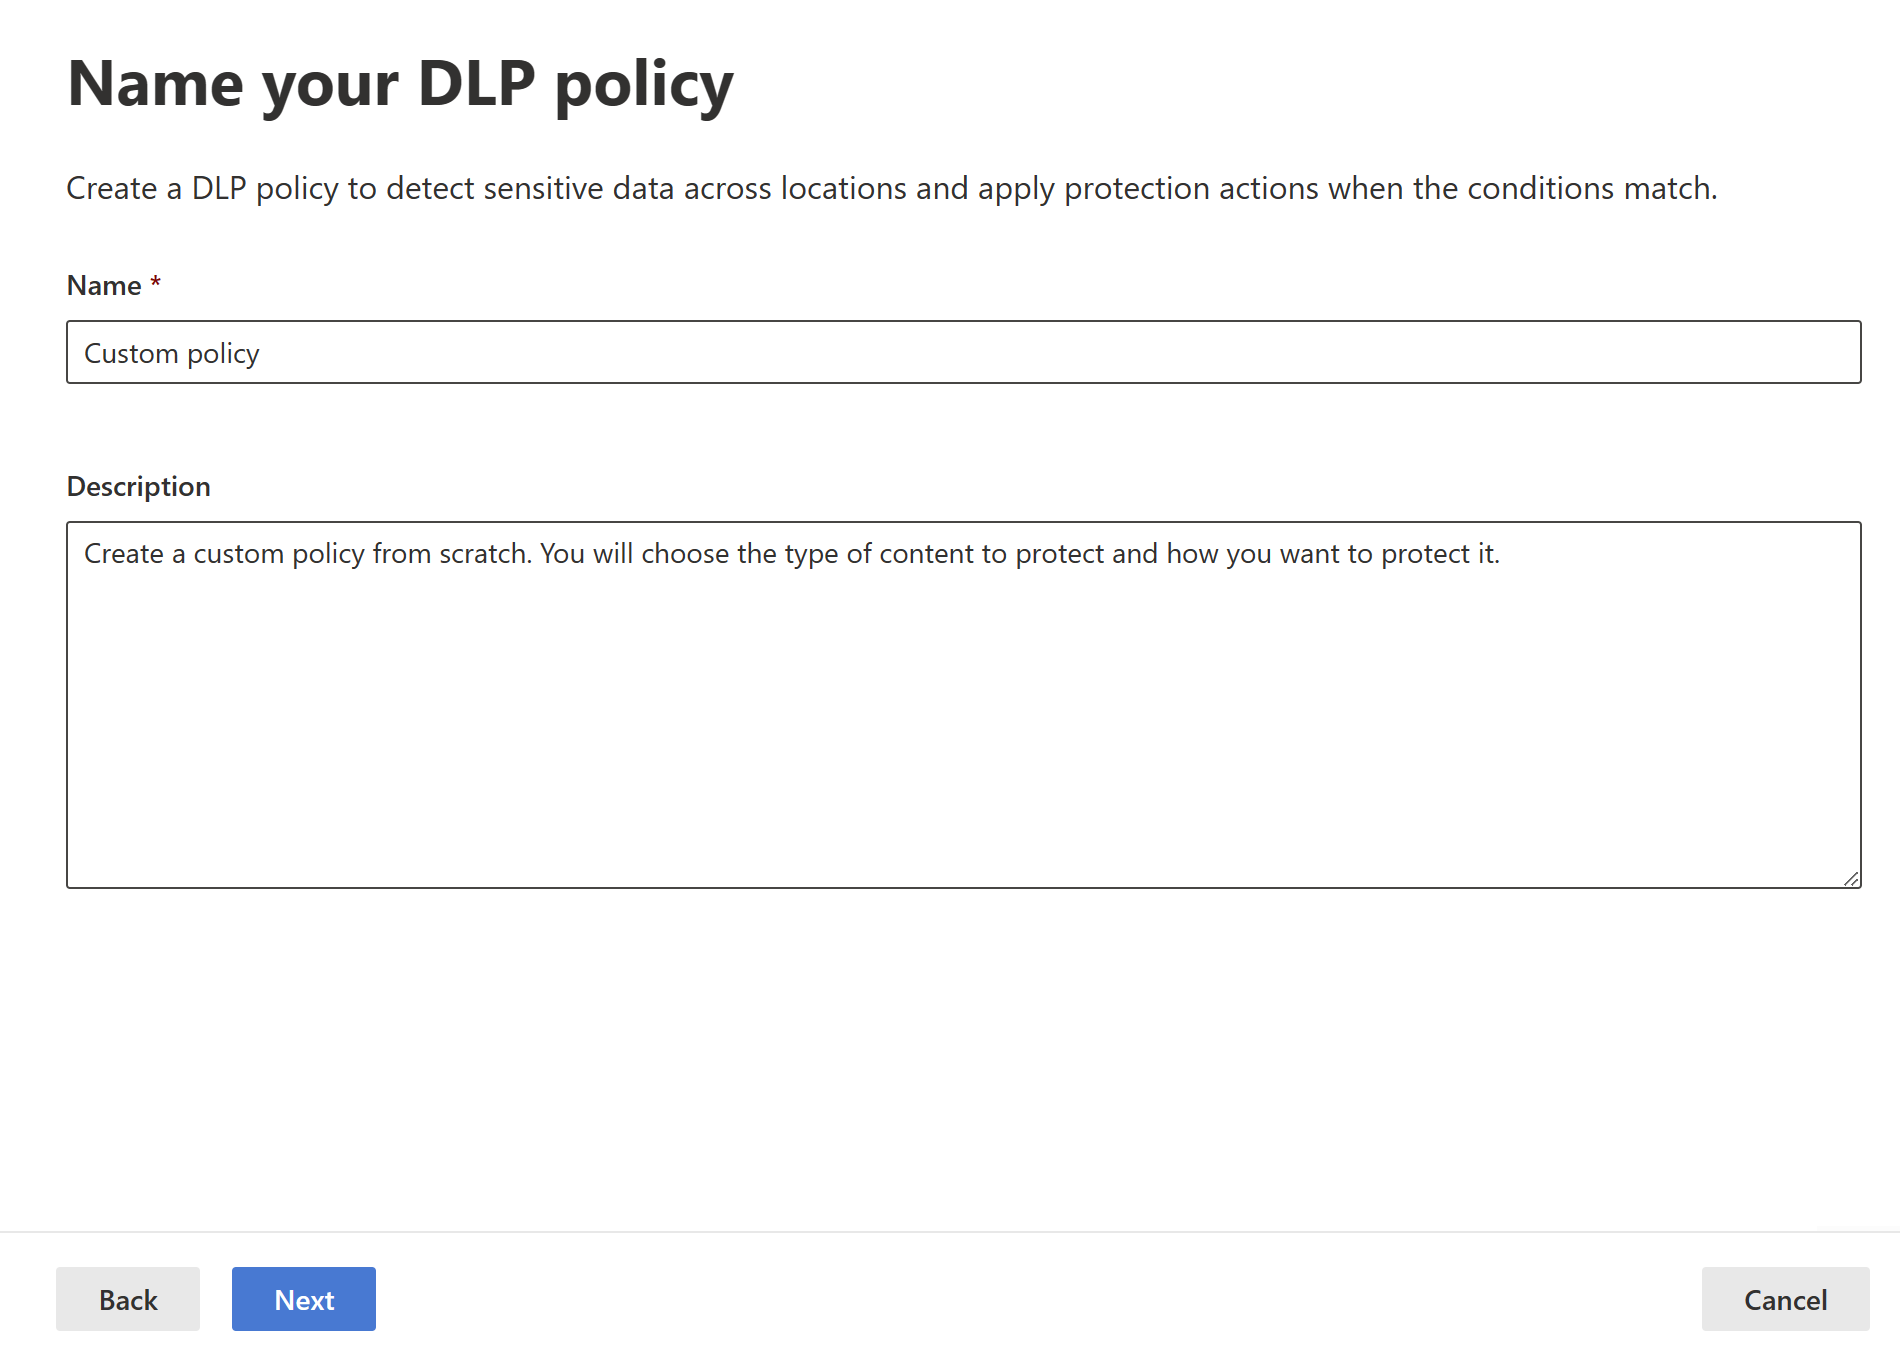 Name your DLP policy
Create a DLP policy to detect sensitive data across locations and apply protection actions when the conditions match.
Name *
Custom policy
Description
Create a custom policy from scratch. You will choose the type of content to protect and how you want to protect it.
Back
Next
Cancel